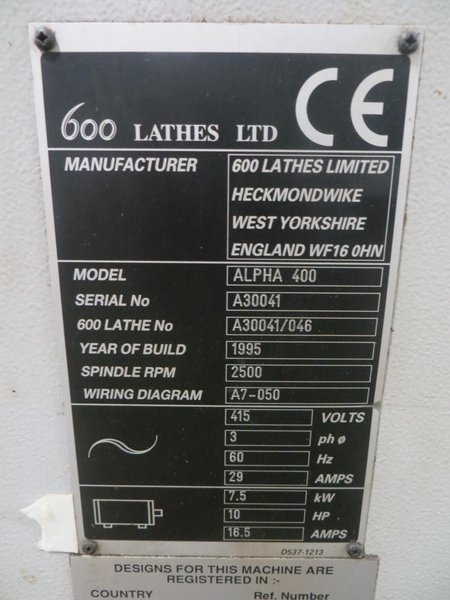 600 LATHES LTD CE
MANUFACTURER 600 LATHES LIMITED
HECKMONDWIKE
WEST YORKSHIRE
ENGLAND WF16 0HN
MODEL ALPHA 400
SERIAL No A30041
600 LATHE No A30041/046
YEAR OF BUILD 1995
SPINDLE RPM 2500
WIRING DIAGRAM A7-050
415 VOLTS
3 ph ø
60 Hz
29 AMPS
7.5 kW
10 HP
16.5 AMPS
D537-1213
DESIGNS FOR THIS MACHINE ARE
REGISTERED IN :-
COUNTRY Ref. Number